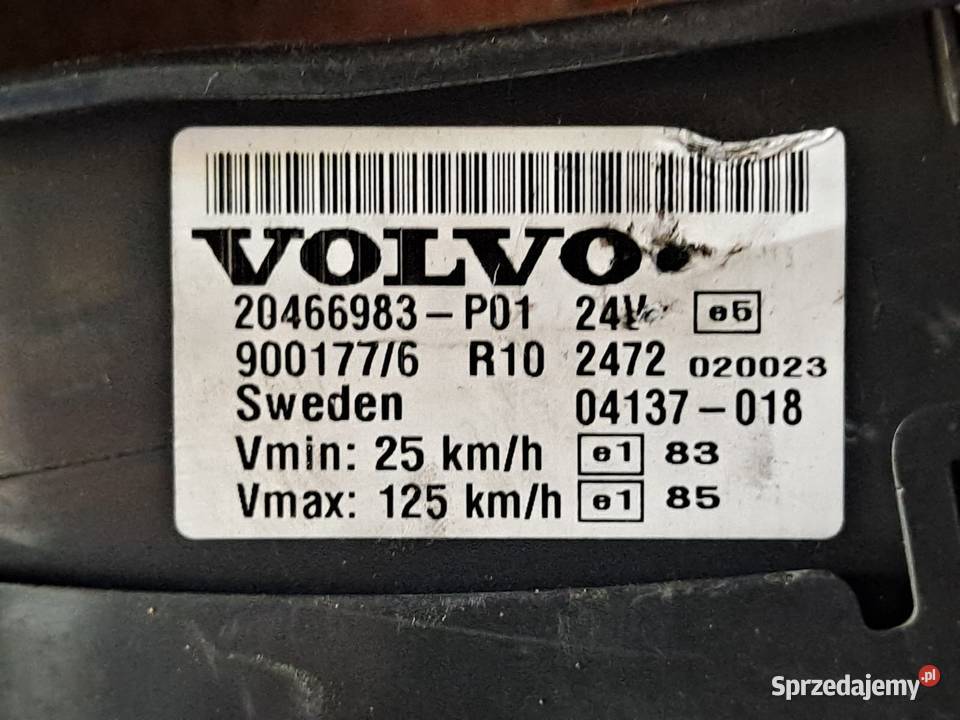 VOLVO
20466983-P01 24V e5
900177/6 R10 2472 020023
Sweden 04137-018
Vmin: 25 km/h e1 83
Vmax: 125 km/h e1 85
Sprzedajemy.pl